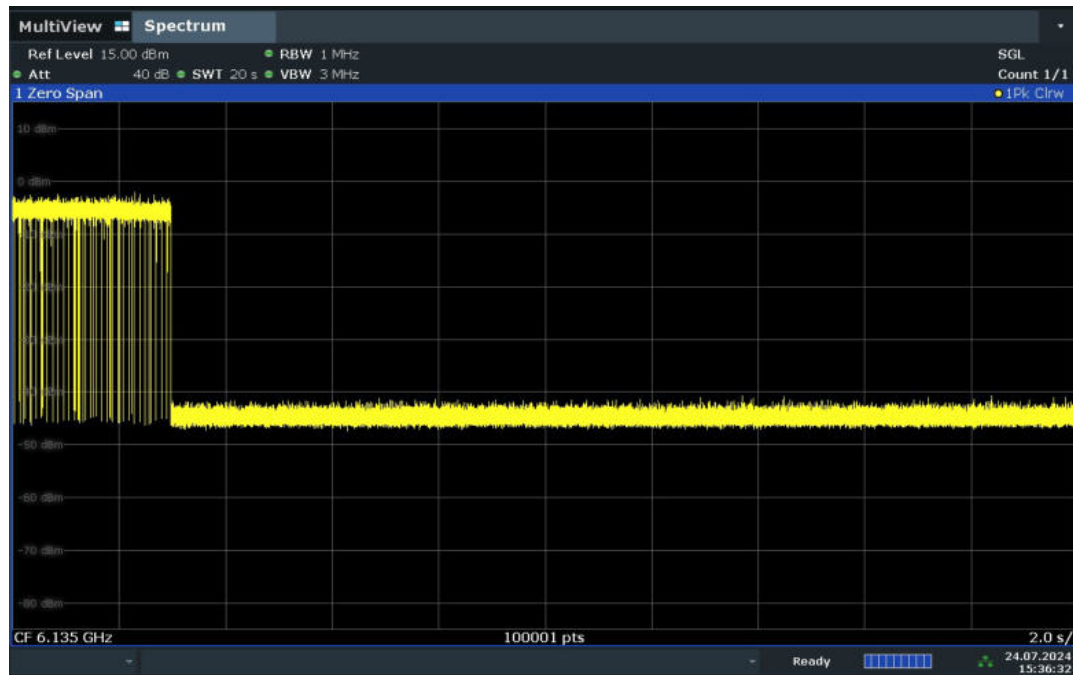 MultiView Spectrum
Ref Level 15.00 dBm RBW 1 MHz SGL
Att 40 dB SWT 20 s VBW 3 MHz Count 1/1
1 Zero Span 1Pk Clrw
10 dBm
0 dBm
-50 dBm
-60 dBm
-70 dBm
-80 dBm
CF 6.135 GHz 100001 pts 2.0 s/
Ready 24.07.2024
15:36:32